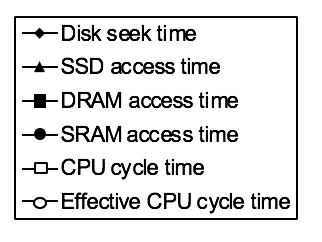 Disk seek time
SSD access time
DRAM access time
SRAM access time
CPU cycle time
Effective CPU cycle time